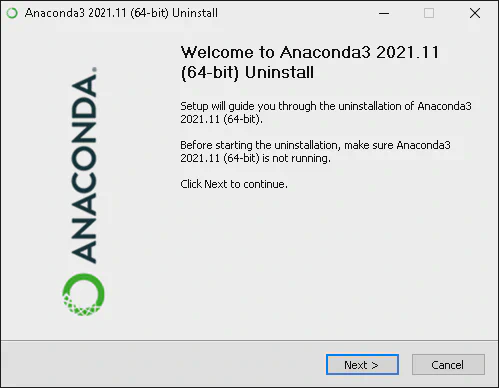 Anaconda3 2021.11 (64-bit) Uninstall
Welcome to Anaconda3 2021.11
(64-bit) Uninstall
Setup will guide you through the uninstallation of Anaconda3
2021.11 (64-bit).
Before starting the uninstallation, make sure Anaconda3
2021.11 (64-bit) is not running.
Click Next to continue.
ANACONDA.
Next >
Cancel